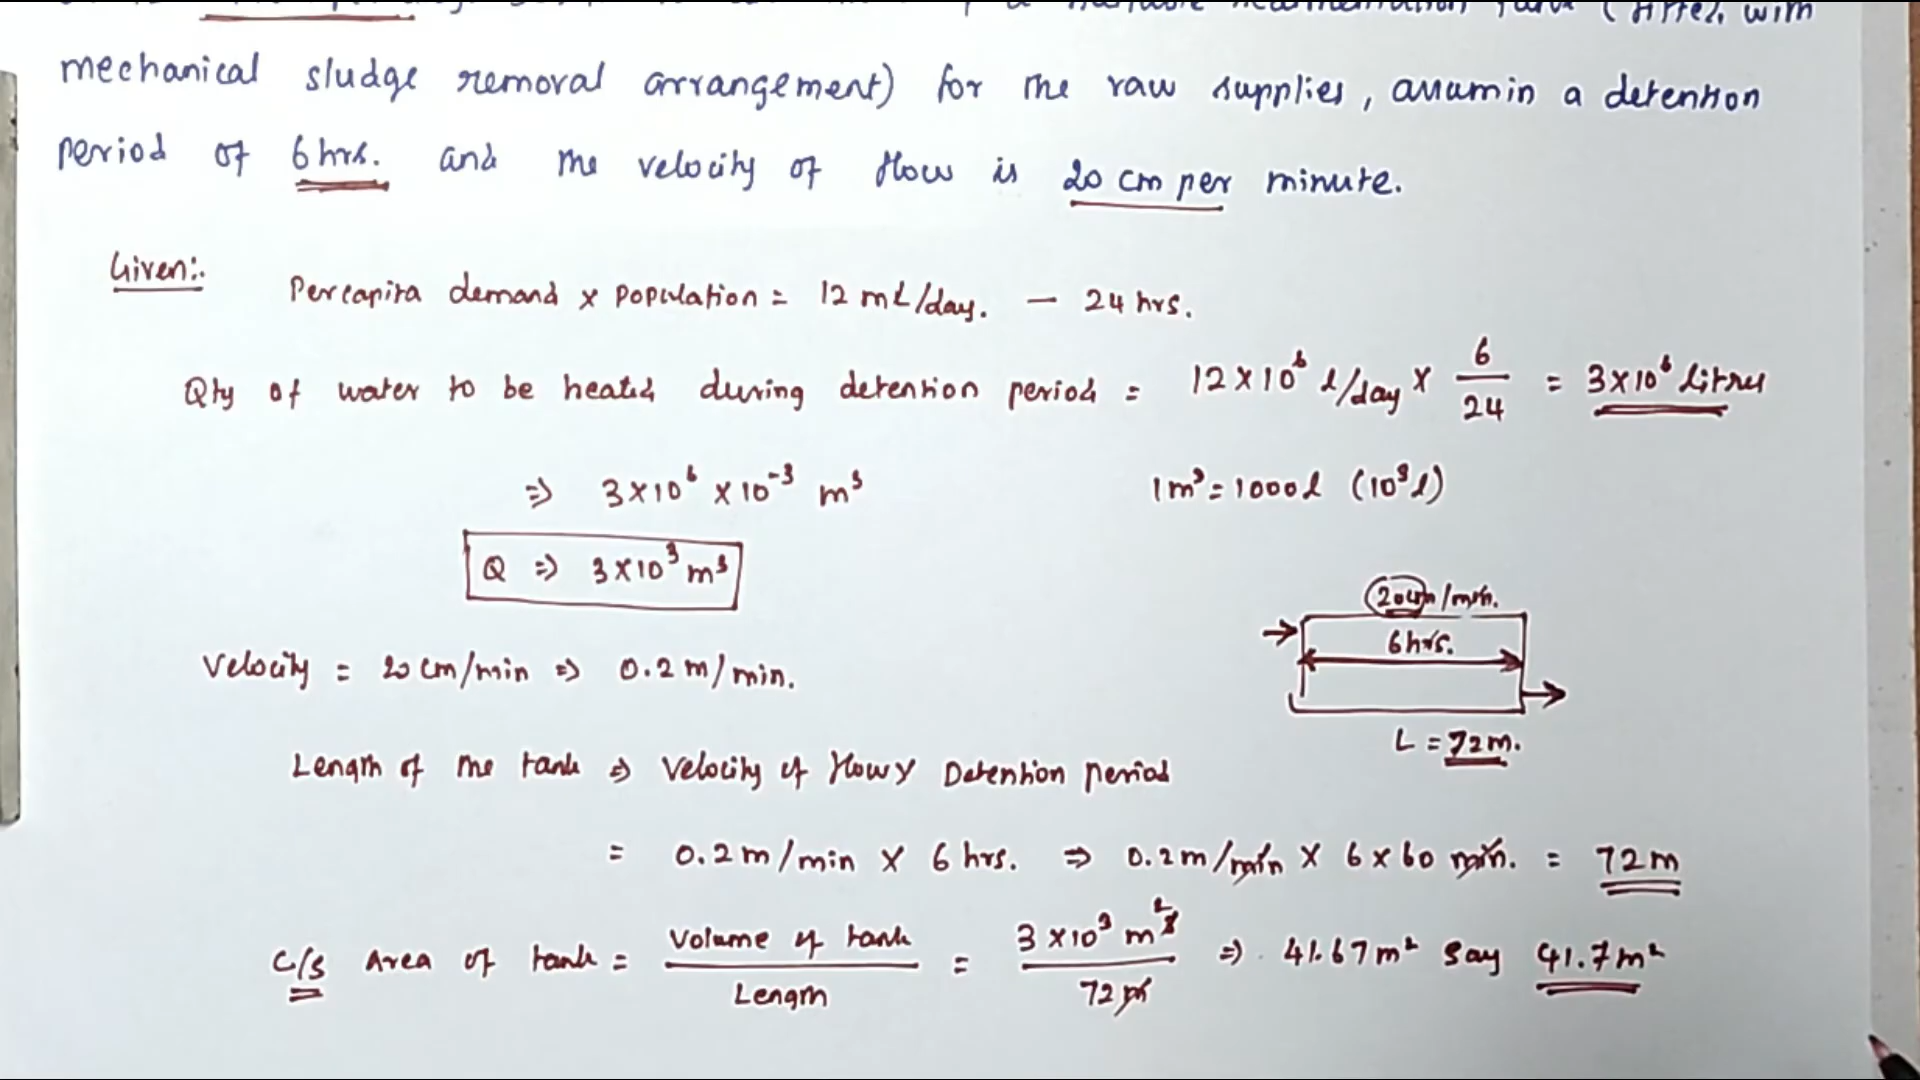 mechanical sludge removal arrangement) for the raw supplies, assumin a detention
period of 6 hrs. and the velocity of flow is 20 cm per minute.
Given:.
Percapita demand x population = 12 mL/day. - 24 hrs.
Qty of water to be heated during detention period = 12 x 10⁶ l/day x 6/24 = 3 x 10⁶ litres
⇒ 3 x 10⁶ x 10⁻³ m³
1 m³ = 1000 l (10³ l)
Q ⇒ 3 x 10³ m³
20cm/min.
6 hrs.
Velocity = 20 cm/min ⇒ 0.2 m/min.
L = 72m.
Length of the tank ⇒ Velocity of flow x Detention period
= 0.2 m/min x 6 hrs. ⇒ 0.2 m/min x 6 x 60 min. = 72 m
C/S Area of tank = Volume of tank / Length = 3 x 10³ m² / 72 m ⇒ 41.67 m² say 41.7 m²